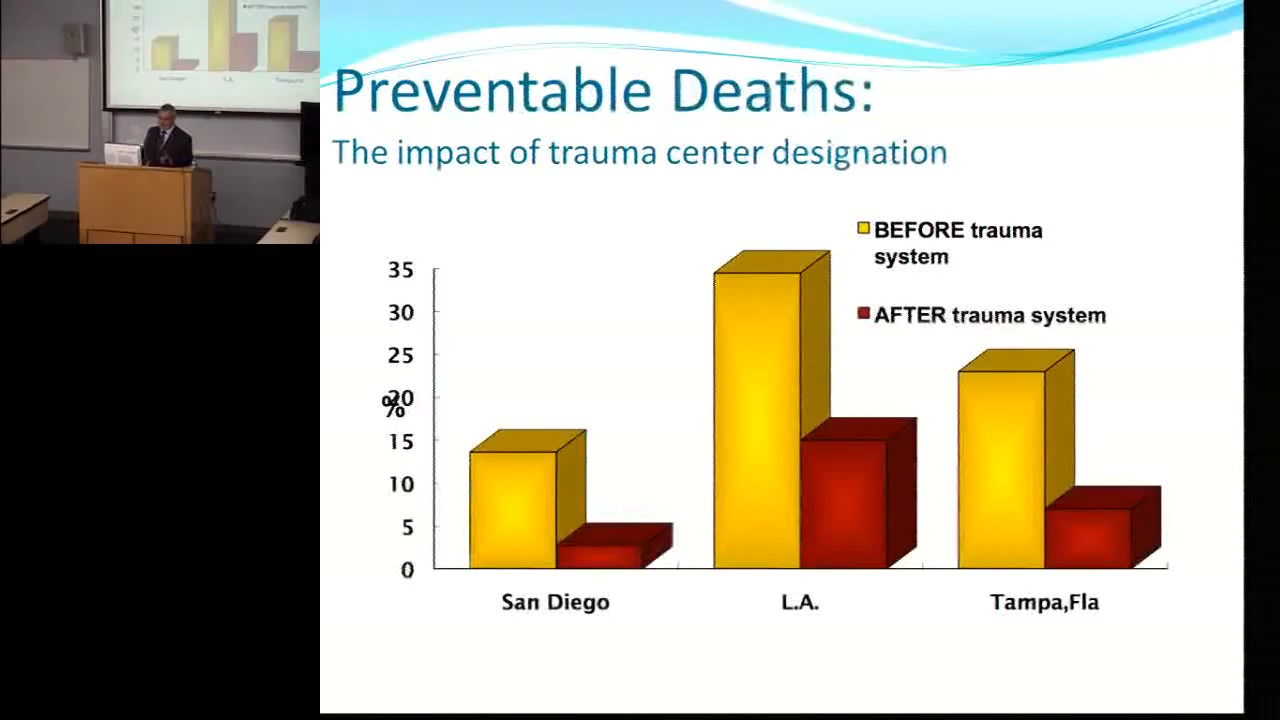 Preventable Deaths:
The impact of trauma center designation
BEFORE trauma
system
AFTER trauma system
35
30
25
20
%
15
10
5
0
San Diego
L.A.
Tampa,Fla